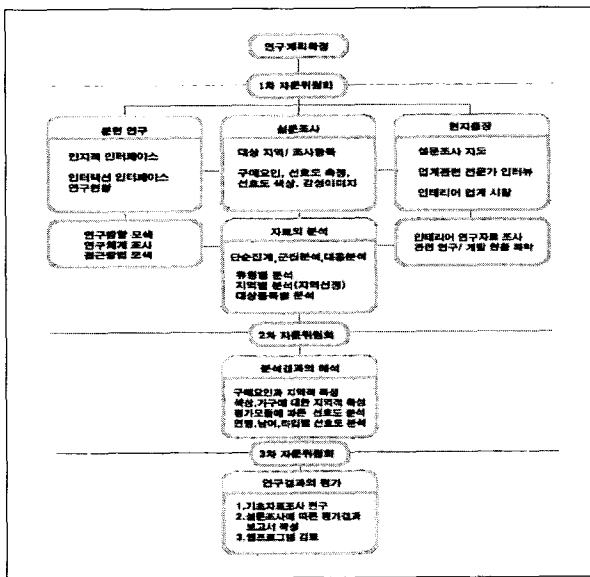 연구계획확정
1차 자문위원회
문헌 연구
인지적 인터페이스
인터랙션 인터페이스
연구현황
연구방향 모색
연구체계 조사
접근방법 모색
설문조사
대상 지역/ 조사항목
구매요인, 선호도 측정,
선호도 색상, 감성이미지
자료의 분석
단순집계,군집분석,대응분석
유형별 분석
지역별 분석(지역선정)
대상품목별 분석
현지출장
설문조사 지도
업계관련 전문가 인터뷰
인테리어 업계 시찰
인테리어 연구자료 조사
관련 연구/ 개발 현황 파악
2차 자문위원회
분석결과의 해석
구매요인과 지역적 특성
색상,가구에 대한 지역적 특성
평가모델에 따른 선호도 분석
연령,남여,타입별 선호도 분석
3차 자문위원회
연구결과의 평가
1.기초자료조사 연구
2.설문조사에 따른 평가결과
보고서 작성
3.웹프로그램 검토